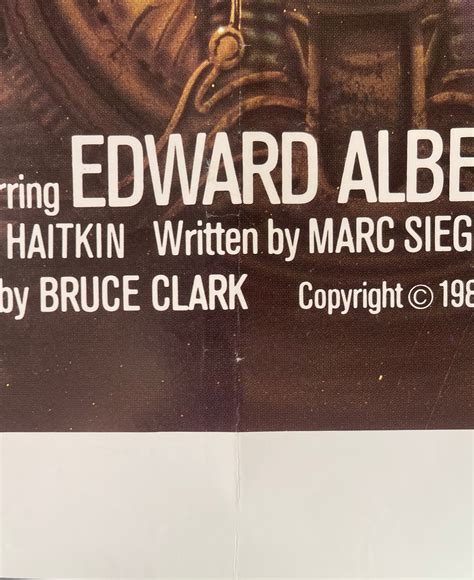 rring EDWARD ALBE
HAITKIN Written by MARC SIEG
by BRUCE CLARK Copyright © 198